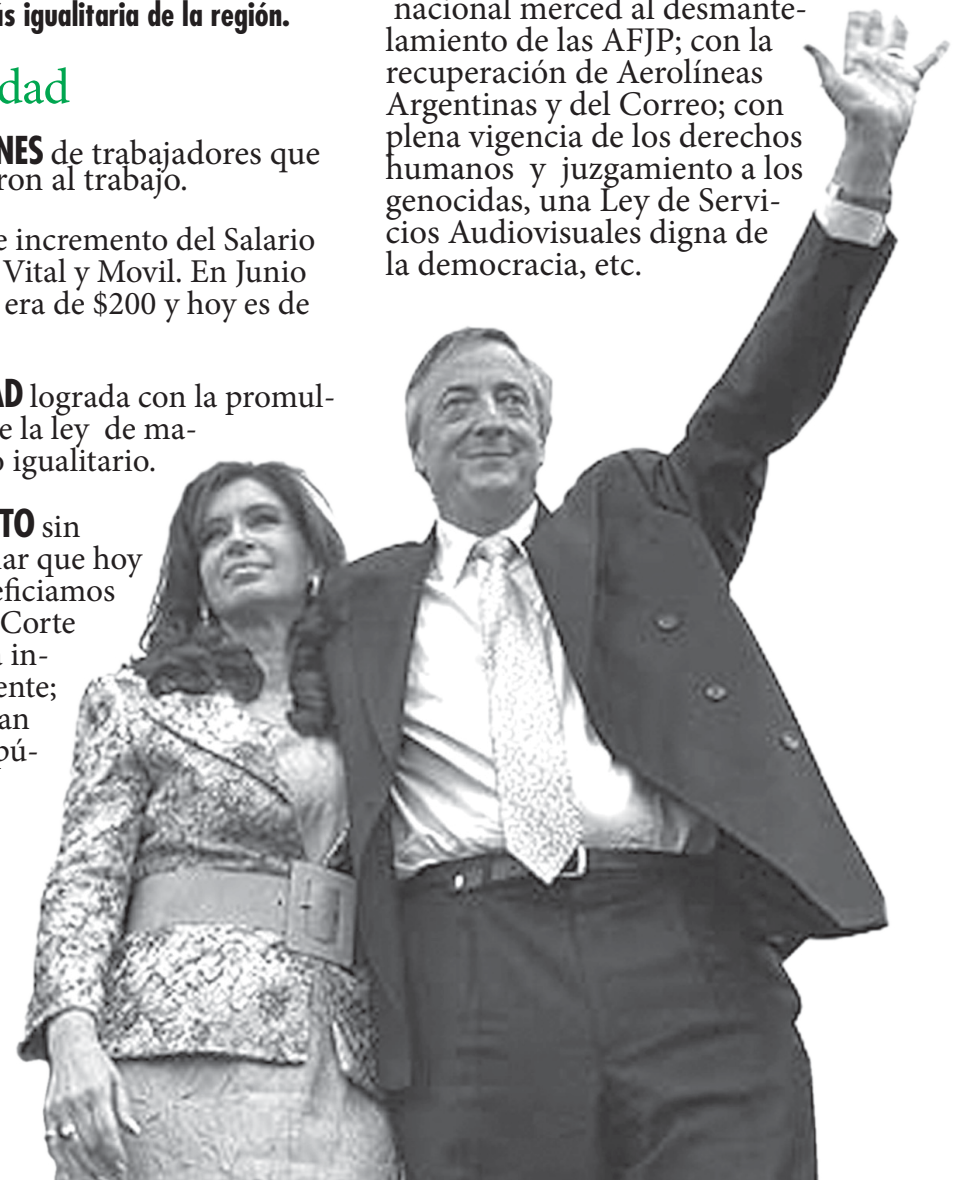 ás igualitaria de la región.
dad
NES de trabajadores que
ron al trabajo.
e incremento del Salario
Vital y Movil. En Junio
era de $200 y hoy es de
AD lograda con la promul-
e la ley de ma-
o igualitario.
TO sin
ar que hoy
eficiamos
Corte
a in-
ente;
an
pú-
nacional merced al desmante-
lamiento de las AFJP; con la
recuperación de Aerolíneas
Argentinas y del Correo; con
plena vigencia de los derechos
humanos y juzgamiento a los
genocidas, una Ley de Servi-
cios Audiovisuales digna de
la democracia, etc.